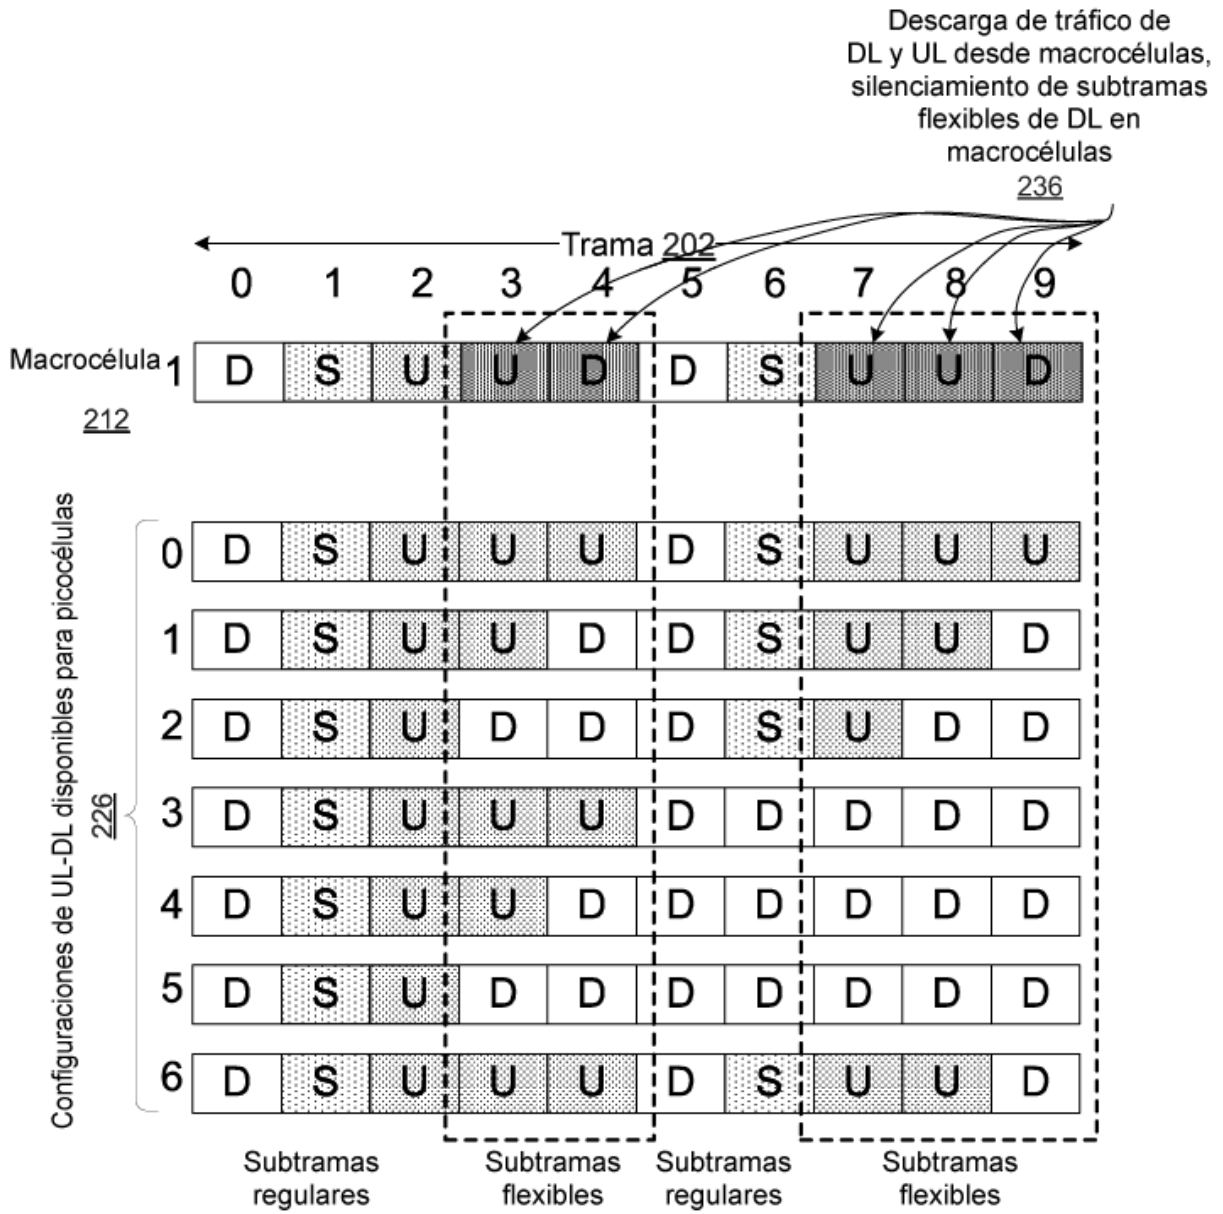 Descarga de tráfico de
DL y UL desde macrocélulas,
silenciamiento de subtramas
flexibles de DL en
macrocélulas
236
Trama 202
0 1 2 3 4 5 6 7 8 9
Macrocélula 1 D S U U D D S U U D
212
Configuraciones de UL-DL disponibles para picocélulas
226
0 D S U U U D S U U U
1 D S U U D D S U U D
2 D S U D D D S U D D
3 D S U U U D D D D D
4 D S U U D D D D D D
5 D S U D D D D D D D
6 D S U U U D S U U D
Subtramas
regulares
Subtramas
flexibles
Subtramas
regulares
Subtramas
flexibles